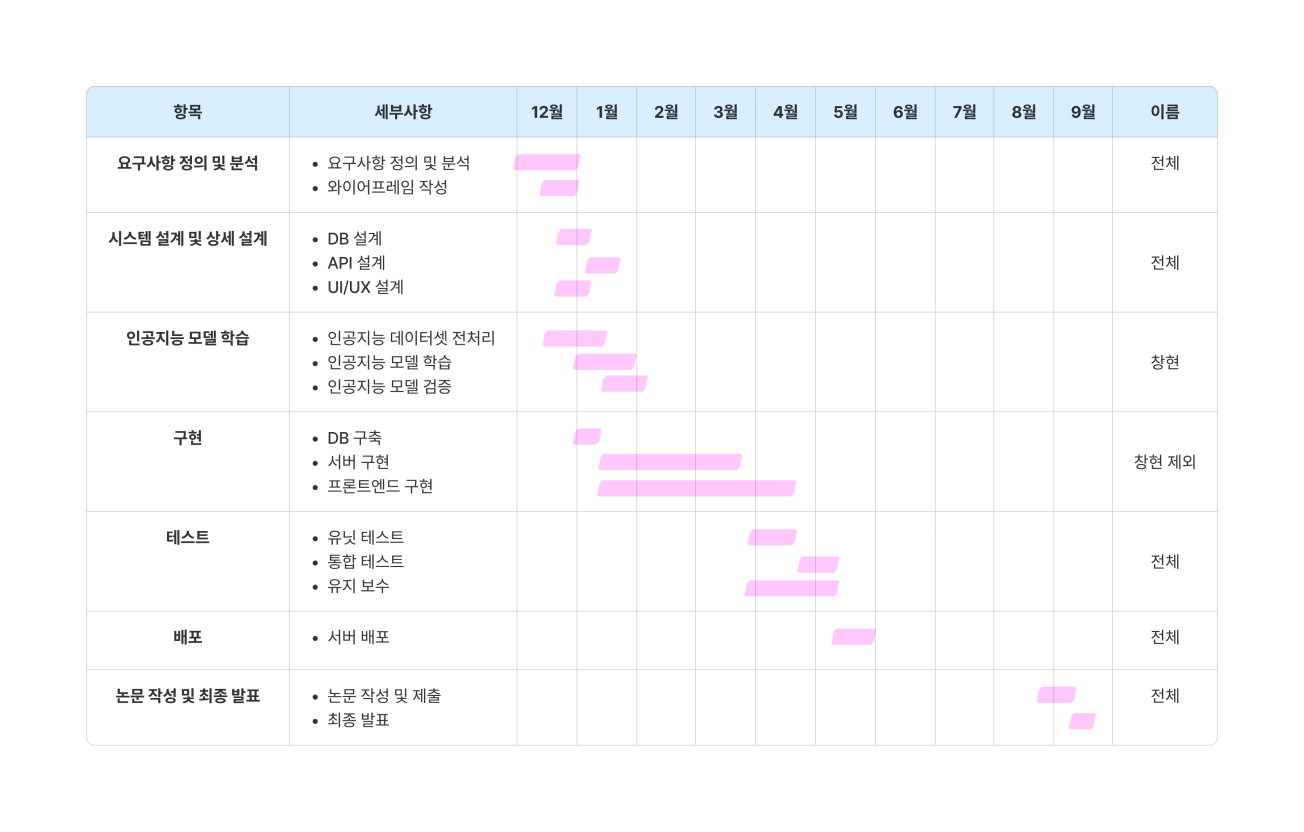 항목 세부사항 12월 1월 2월 3월 4월 5월 6월 7월 8월 9월 이름
요구사항 정의 및 분석 • 요구사항 정의 및 분석 전체
• 와이어프레임 작성
시스템 설계 및 상세 설계 • DB 설계
• API 설계 전체
• UI/UX 설계
인공지능 모델 학습 • 인공지능 데이터셋 전처리
• 인공지능 모델 학습 창현
• 인공지능 모델 검증
구현 • DB 구축
• 서버 구현 창현 제외
• 프론트엔드 구현
테스트 • 유닛 테스트
• 통합 테스트 전체
• 유지 보수
배포 • 서버 배포 전체
논문 작성 및 최종 발표 • 논문 작성 및 제출 전체
• 최종 발표